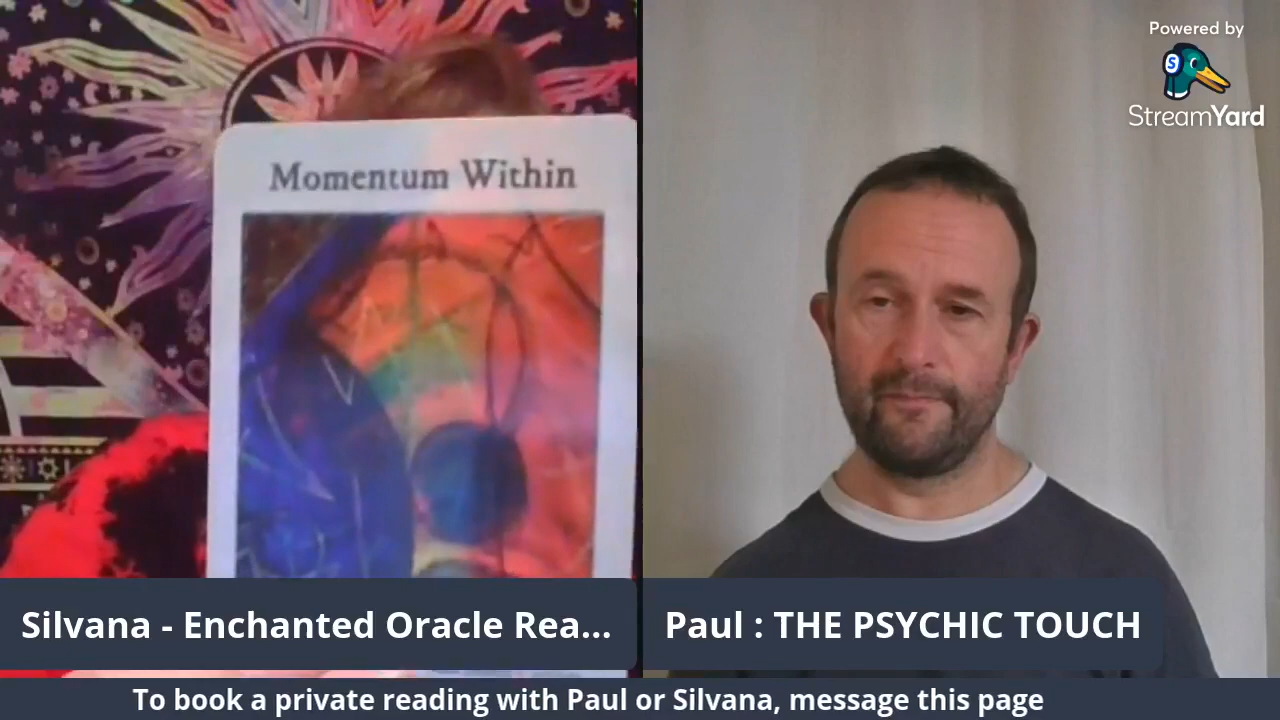 Powered by
StreamYard
Momentum Within
Silvana - Enchanted Oracle Rea...
Paul : THE PSYCHIC TOUCH
To book a private reading with Paul or Silvana, message this page